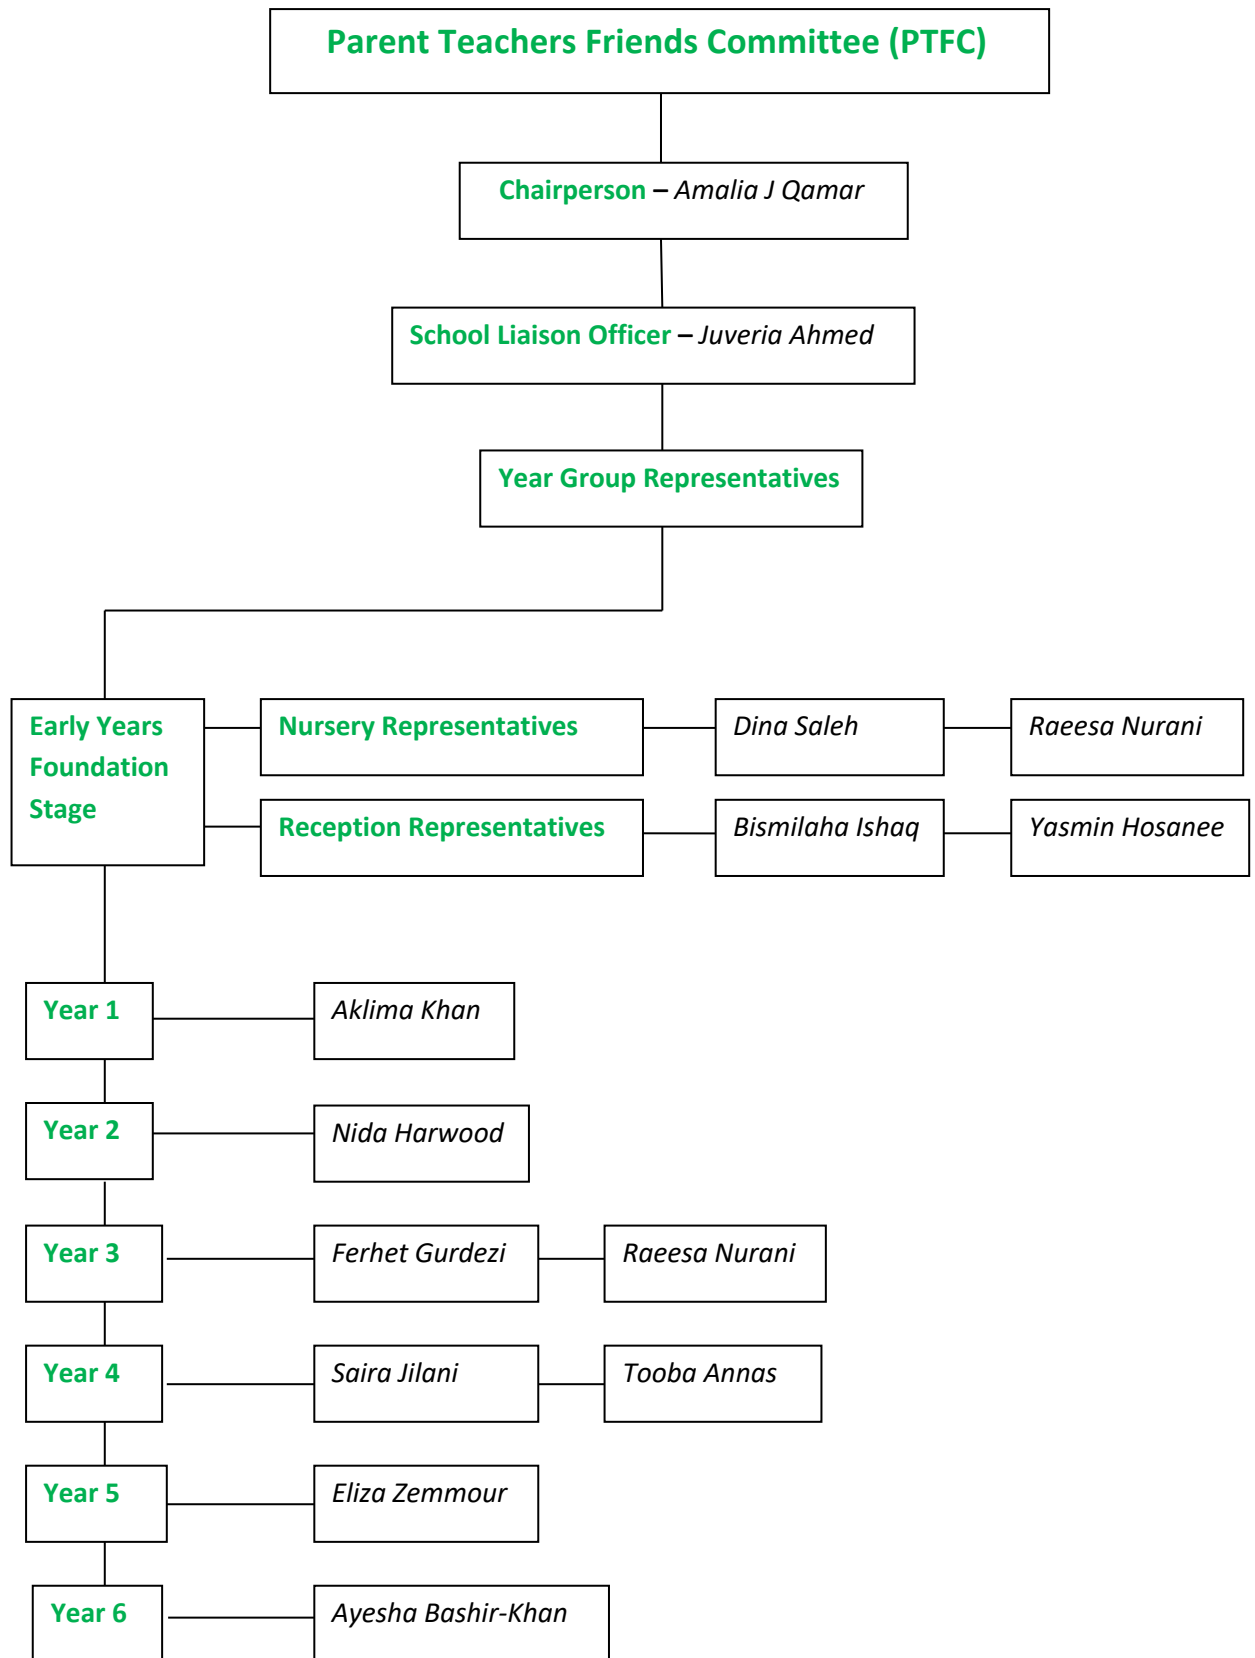 Parent Teachers Friends Committee (PTFC)
Chairperson – Amalia J Qamar
School Liaison Officer – Juveria Ahmed
Year Group Representatives
Early Years
Foundation
Stage
Nursery Representatives
Dina Saleh
Raeesa Nurani
Reception Representatives
Bismilaha Ishaq
Yasmin Hosanee
Year 1
Aklima Khan
Year 2
Nida Harwood
Year 3
Ferhet Gurdezi
Raeesa Nurani
Year 4
Saira Jilani
Tooba Annas
Year 5
Eliza Zemmour
Year 6
Ayesha Bashir-Khan